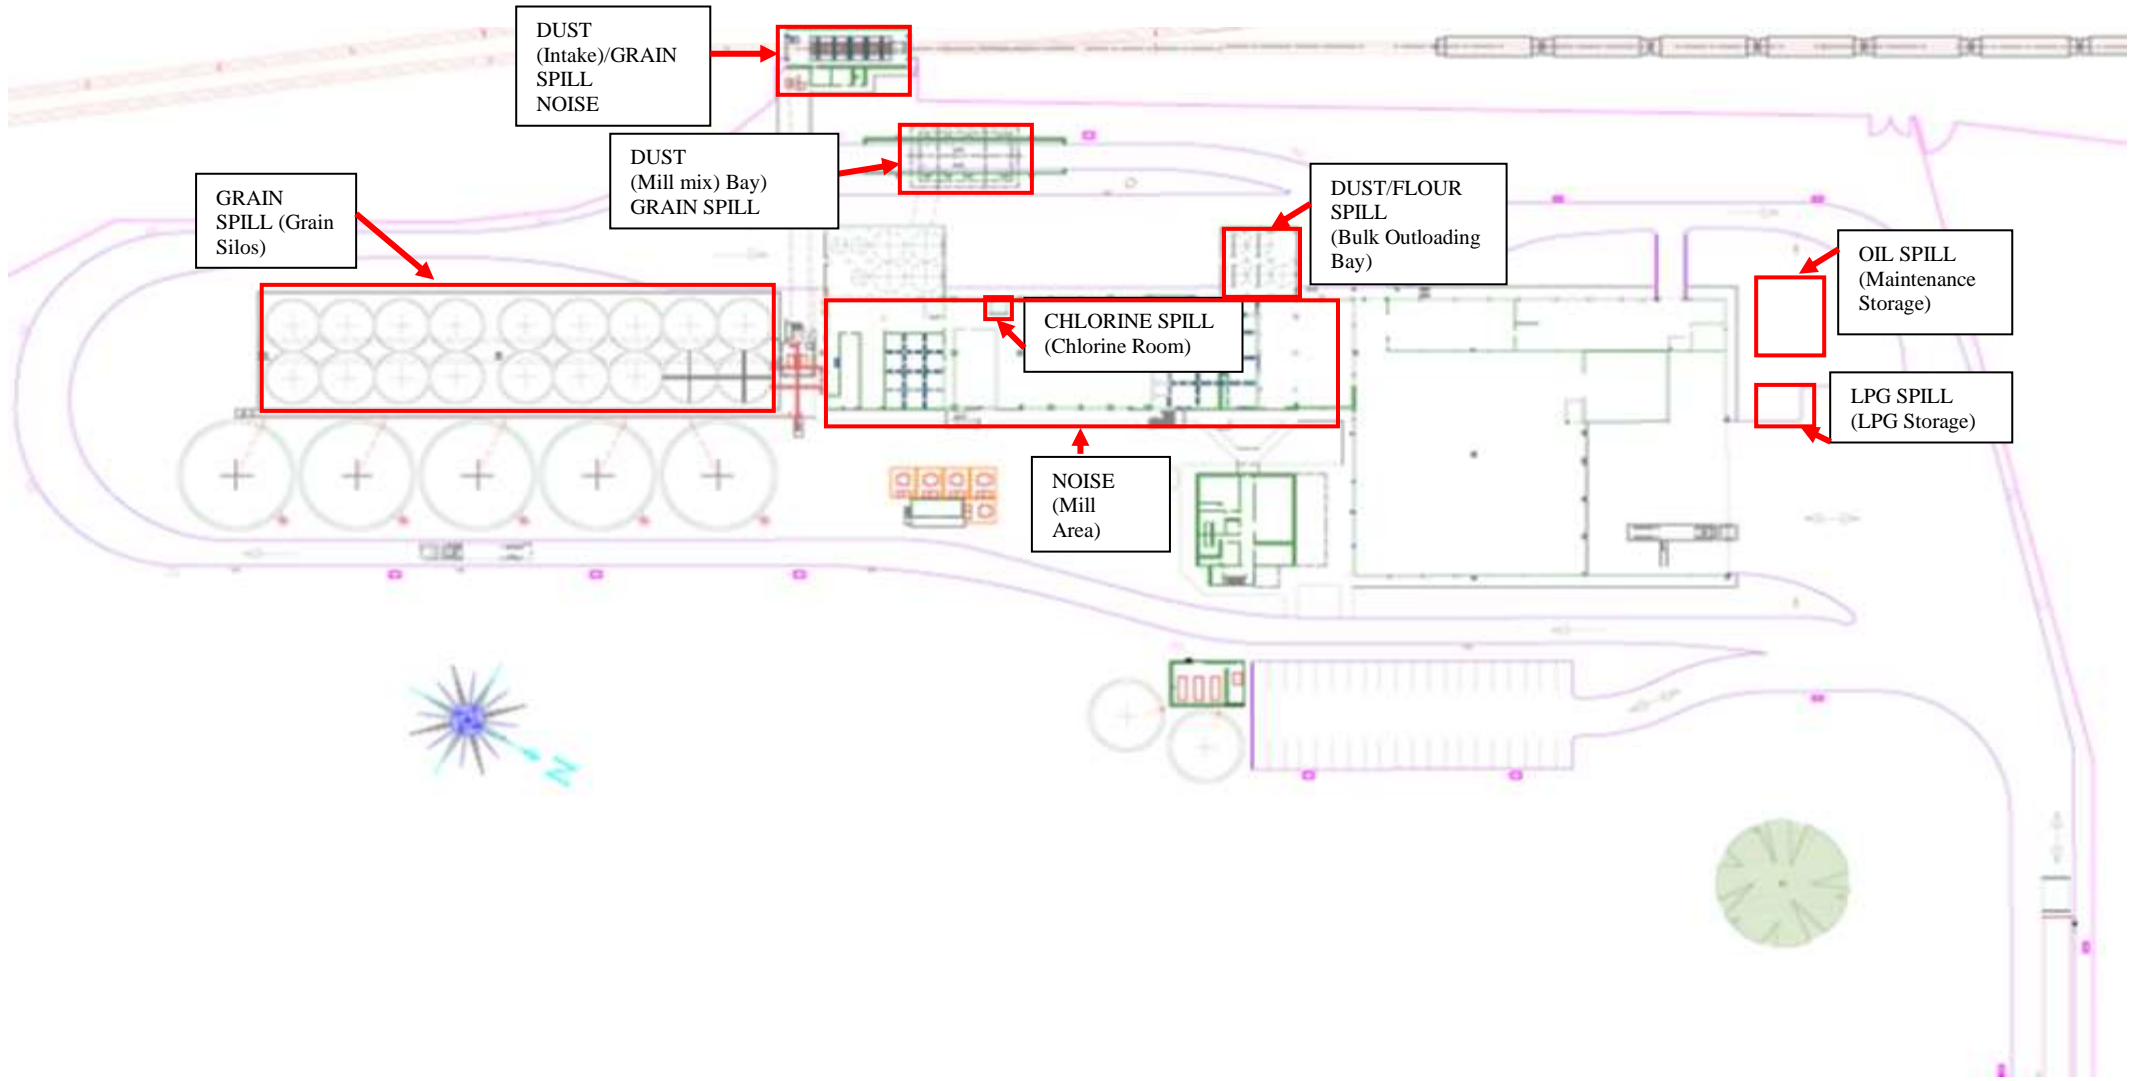 DUST
(Intake)/GRAIN
SPILL
NOISE
DUST
(Mill mix) Bay)
GRAIN SPILL
GRAIN
SPILL (Grain
Silos)
DUST/FLOUR
SPILL
(Bulk Outloading
Bay)
OIL SPILL
(Maintenance
Storage)
CHLORINE SPILL
(Chlorine Room)
LPG SPILL
(LPG Storage)
NOISE
(Mill
Area)
N